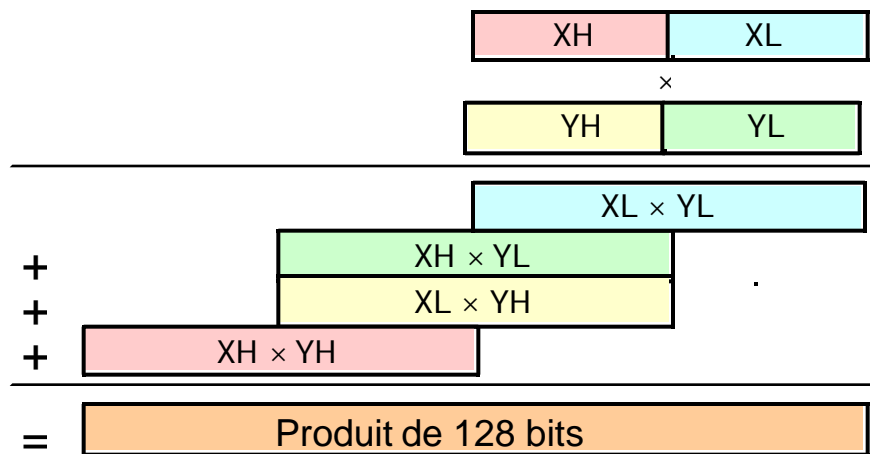 XH XL
×
YH YL
XL × YL
+ XH × YL
+ XL × YH
+ XH × YH
= Produit de 128 bits